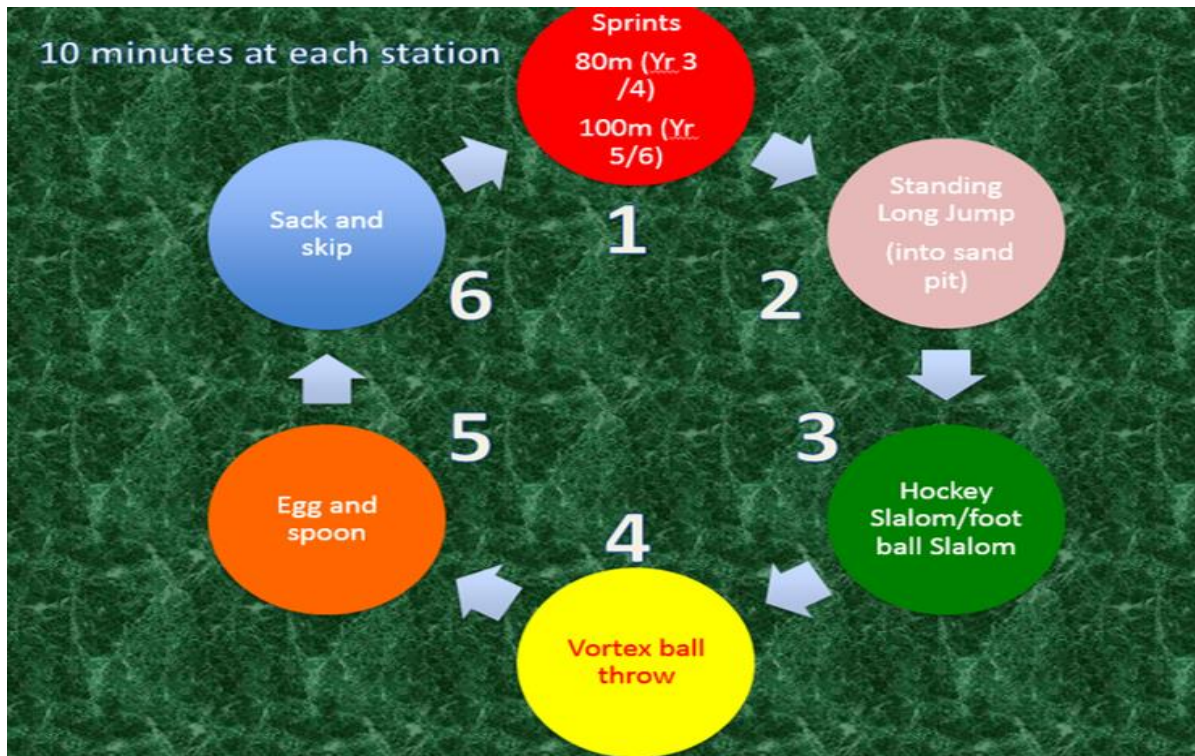 10 minutes at each station
Sprints
80m (Yr 3
/4)
100m (Yr
5/6)
1
Standing
Long Jump
(into sand
pit)
2
Hockey
Slalom/foot
ball Slalom
3
Vortex ball
throw
4
Egg and
spoon
5
Sack and
skip
6